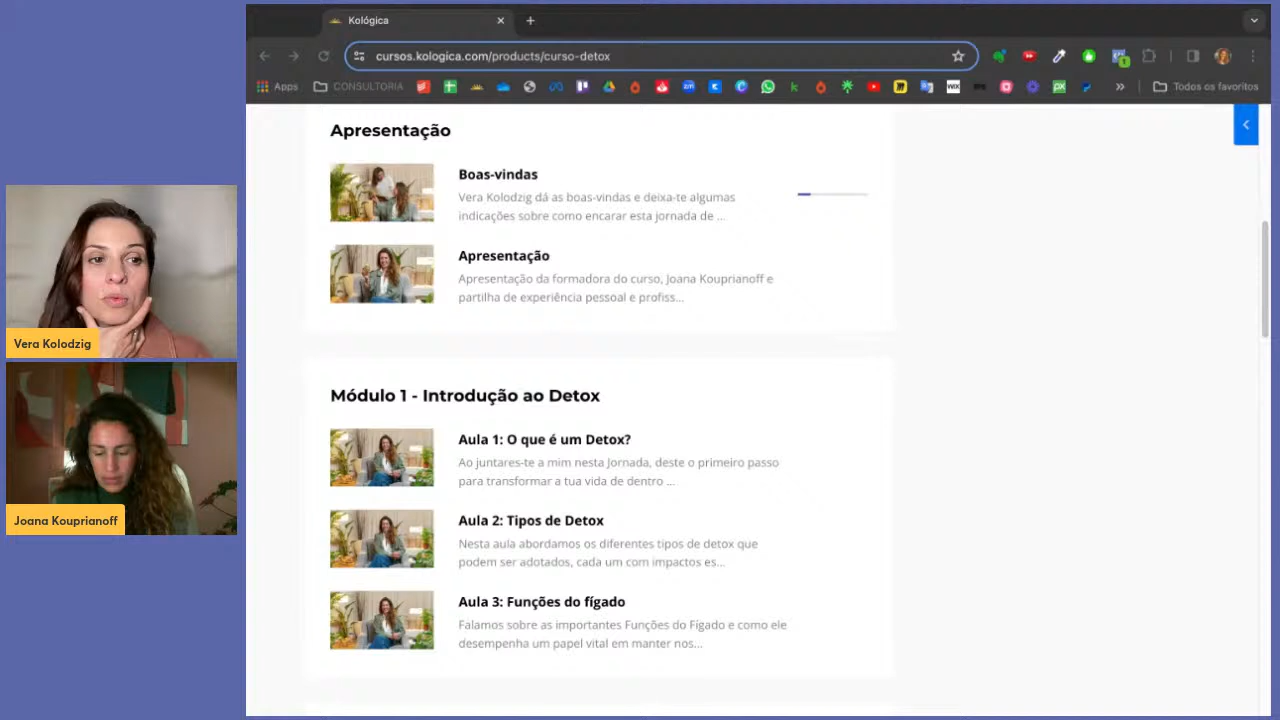 Kológica
cursos.kologica.com/products/curso-detox
Apps
CONSULTORIA
Todos os favoritos
Apresentação
Boas-vindas
Vera Kolodzig dá as boas-vindas e deixa-te algumas
indicações sobre como encarar esta jornada de ...
Apresentação
Apresentação da formadora do curso, Joana Kouprianoff e
partilha de experiência pessoal e profiss...
Vera Kolodzig
Módulo 1 - Introdução ao Detox
Aula 1: O que é um Detox?
Ao juntares-te a mim nesta Jornada, deste o primeiro passo
para transformar a tua vida de dentro ...
Joana Kouprianoff
Aula 2: Tipos de Detox
Nesta aula abordamos os diferentes tipos de detox que
podem ser adotados, cada um com impactos es...
Aula 3: Funções do fígado
Falamos sobre as importantes Funções do Fígado e como ele
desempenha um papel vital em manter nos...